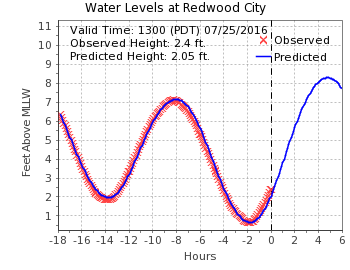 Water Levels at Redwood City
Valid Time: 1300 (PDT) 07/25/2016
Observed Height: 2.4 ft.
Predicted Height: 2.05 ft.
Observed
Predicted
Feet Above MLLW
11
10
9
8
7
6
5
4
3
2
1
-18 -16 -14 -12 -10 -8 -6 -4 -2 0 2 4 6
Hours